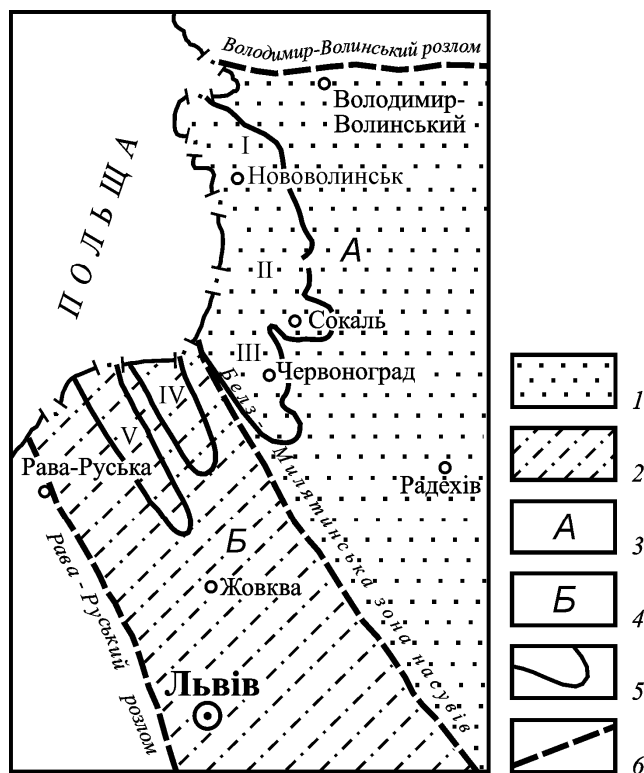 Володимир-Волинський розлом
Володимир-
Волинський
I
Нововолинськ
ПОЛЬЩА
А
II
Сокаль
III
Червоноград
IV
V
Белз-Милятинська зона насувів
Рава-Руська
Радехів
Б
Рава-Руський розлом
Жовква
Львів
1
2
А
3
Б
4
5
6